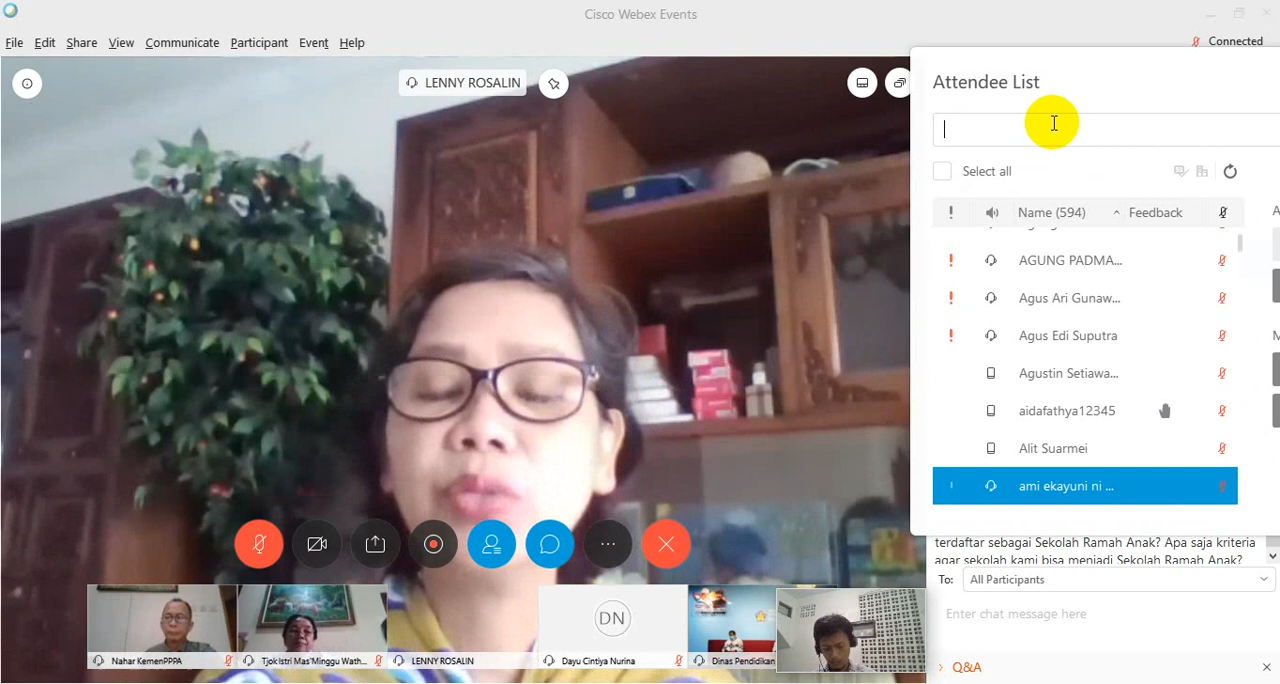 Cisco Webex Events
File Edit Share View Communicate Participant Event Help
Connected
LENNY ROSALIN
Attendee List
Select all
Name (594) Feedback
AGUNG PADMA...
Agus Ari Gunaw...
Agus Edi Suputra
Agustin Setiawa...
aidafathya12345
Alit Suarmei
ami ekayuni ni ...
terdaftar sebagai Sekolah Ramah Anak? Apa saja kriteria
agar sekolah kami bisa menjadi Sekolah Ramah Anak?
To: All Participants
Enter chat message here
Q&A
DN
Nahar KemenPPPA
Tjok Istri Mas'Minggu Wath...
LENNY ROSALIN
Dayu Cintiya Nurina
Dinas Pendidikan